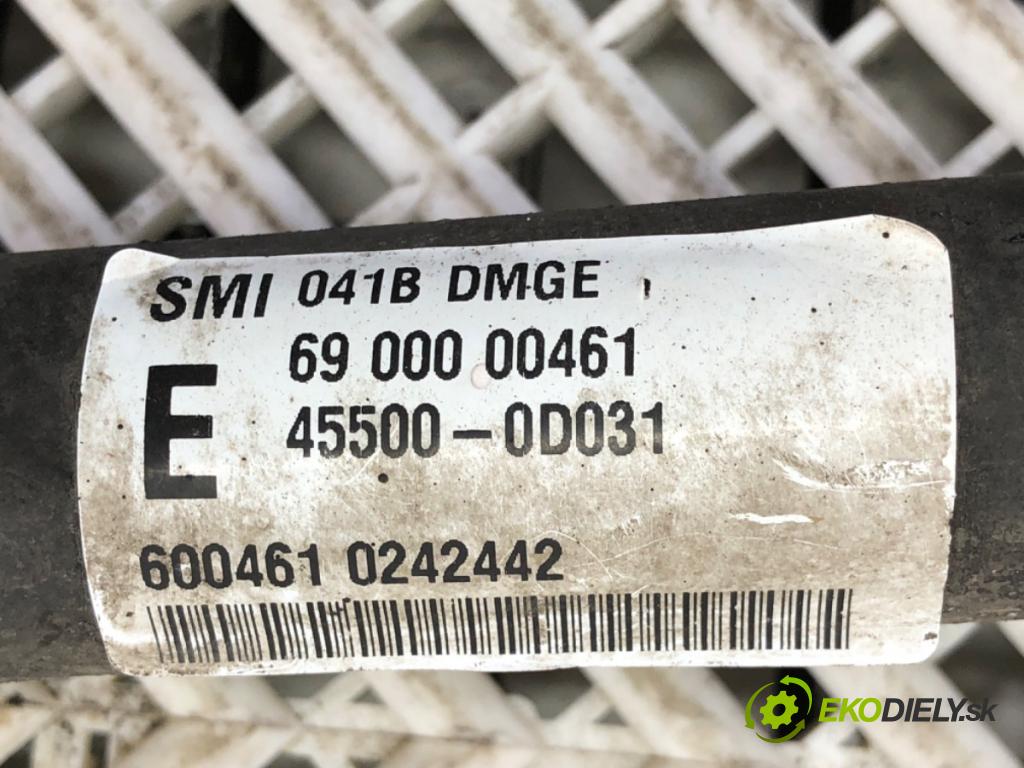 SMI 041B DMGE
69 000 00461
E
45500-0D031
600461 0242442
EKODIELY.sk